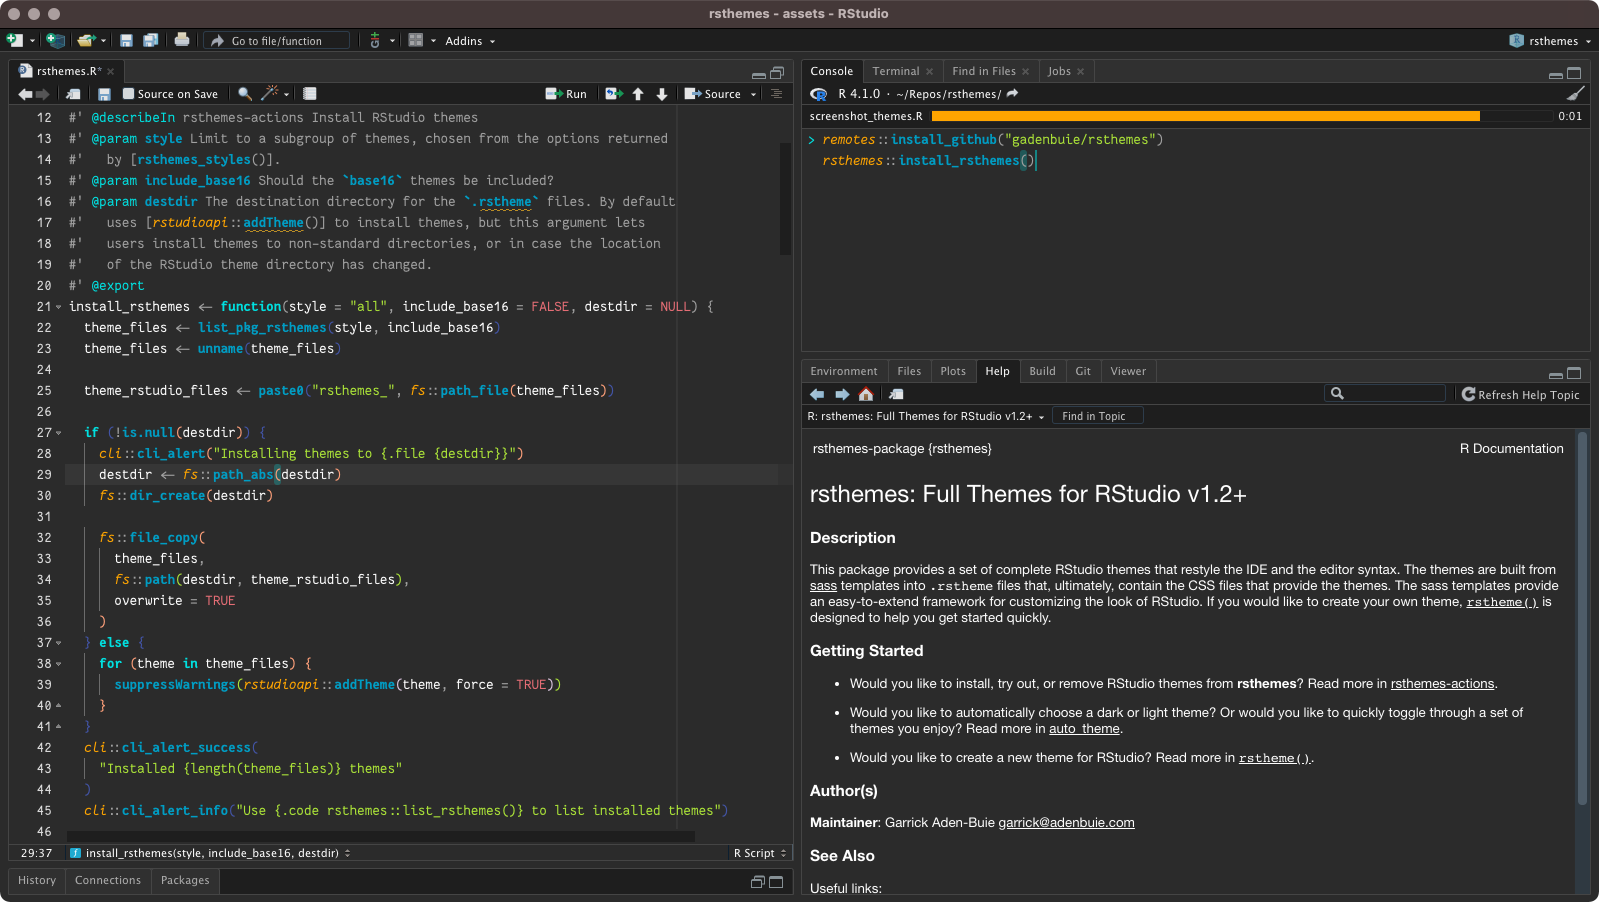 rsthemes - assets - RStudio
Go to file/function
Addins
rsthemes
rsthemes.R*
Source on Save
Run
Source
12 #' @describeIn rsthemes-actions Install RStudio themes
13 #' @param style Limit to a subgroup of themes, chosen from the options returned
14 #'   by [rsthemes_styles()].
15 #' @param include_base16 Should the `base16` themes be included?
16 #' @param destdir The destination directory for the `.rstheme` files. By default
17 #'   uses [rstudioapi::addTheme()] to install themes, but this argument lets
18 #'   users install themes to non-standard directories, or in case the location
19 #'   of the RStudio theme directory has changed.
20 #' @export
21 install_rsthemes <- function(style = "all", include_base16 = FALSE, destdir = NULL) {
22   theme_files <- list_pkg_rsthemes(style, include_base16)
23   theme_files <- unname(theme_files)
24
25   theme_rstudio_files <- paste0("rsthemes_", fs::path_file(theme_files))
26
27   if (!is.null(destdir)) {
28     cli::cli_alert("Installing themes to {.file {destdir}}")
29     destdir <- fs::path_abs(destdir)
30     fs::dir_create(destdir)
31
32     fs::file_copy(
33       theme_files,
34       fs::path(destdir, theme_rstudio_files),
35       overwrite = TRUE
36     )
37   } else {
38     for (theme in theme_files) {
39       suppressWarnings(rstudioapi::addTheme(theme, force = TRUE))
40     }
41   }
42   cli::cli_alert_success(
43     "Installed {length(theme_files)} themes"
44   )
45   cli::cli_alert_info("Use {.code rsthemes::list_rsthemes()} to list installed themes")
46
29:37 install_rsthemes(style, include_base16, destdir) R Script
History Connections Packages
Console Terminal Find in Files Jobs
R 4.1.0 · ~/Repos/rsthemes/
screenshot_themes.R 0:01
> remotes::install_github("gadenbuie/rsthemes")
rsthemes::install_rsthemes()
Environment Files Plots Help Build Git Viewer
Refresh Help Topic
R: rsthemes: Full Themes for RStudio v1.2+ Find in Topic
rsthemes-package {rsthemes} R Documentation
rsthemes: Full Themes for RStudio v1.2+
Description
This package provides a set of complete RStudio themes that restyle the IDE and the editor syntax. The themes are built from
sass templates into .rstheme files that, ultimately, contain the CSS files that provide the themes. The sass templates provide
an easy-to-extend framework for customizing the look of RStudio. If you would like to create your own theme, rstheme() is
designed to help you get started quickly.
Getting Started
• Would you like to install, try out, or remove RStudio themes from rsthemes? Read more in rsthemes-actions.
• Would you like to automatically choose a dark or light theme? Or would you like to quickly toggle through a set of
themes you enjoy? Read more in auto_theme.
• Would you like to create a new theme for RStudio? Read more in rstheme().
Author(s)
Maintainer: Garrick Aden-Buie garrick@adenbuie.com
See Also
Useful links: